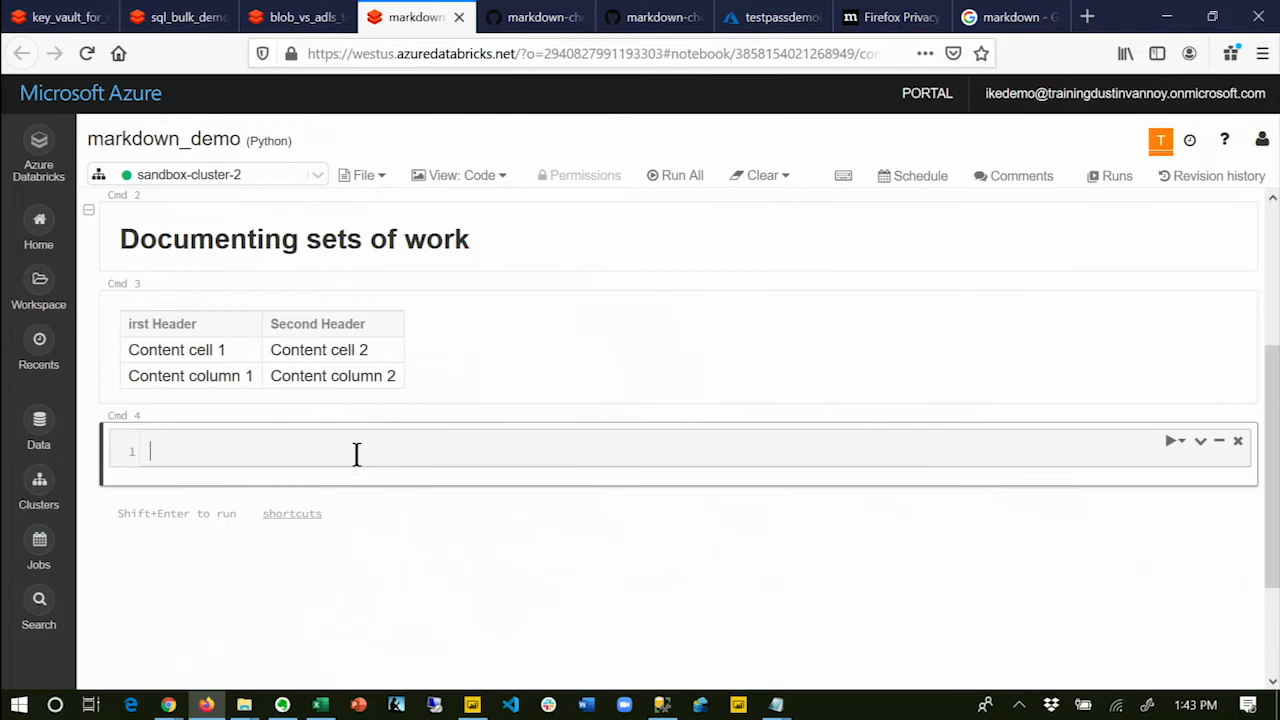 key_vault_for_s
sql_bulk_demo
blob_vs_adls_t
markdown
markdown-ch
markdown-ch
testpassdemo
Firefox Privacy
markdown - G
https://westus.azuredatabricks.net/?o=2940827991193303#notebook/3858154021268949/co
Microsoft Azure
PORTAL
ikedemo@trainingdustinvannoy.onmicrosoft.com
markdown_demo (Python)
T
?
Azure
Databricks
sandbox-cluster-2
File
View: Code
Permissions
Run All
Clear
Schedule
Comments
Runs
Revision history
Home
Workspace
Recents
Data
Clusters
Jobs
Search
Cmd 2
Documenting sets of work
Cmd 3
irst Header Second Header
Content cell 1 Content cell 2
Content column 1 Content column 2
Cmd 4
1
Shift+Enter to run shortcuts
1:43 PM